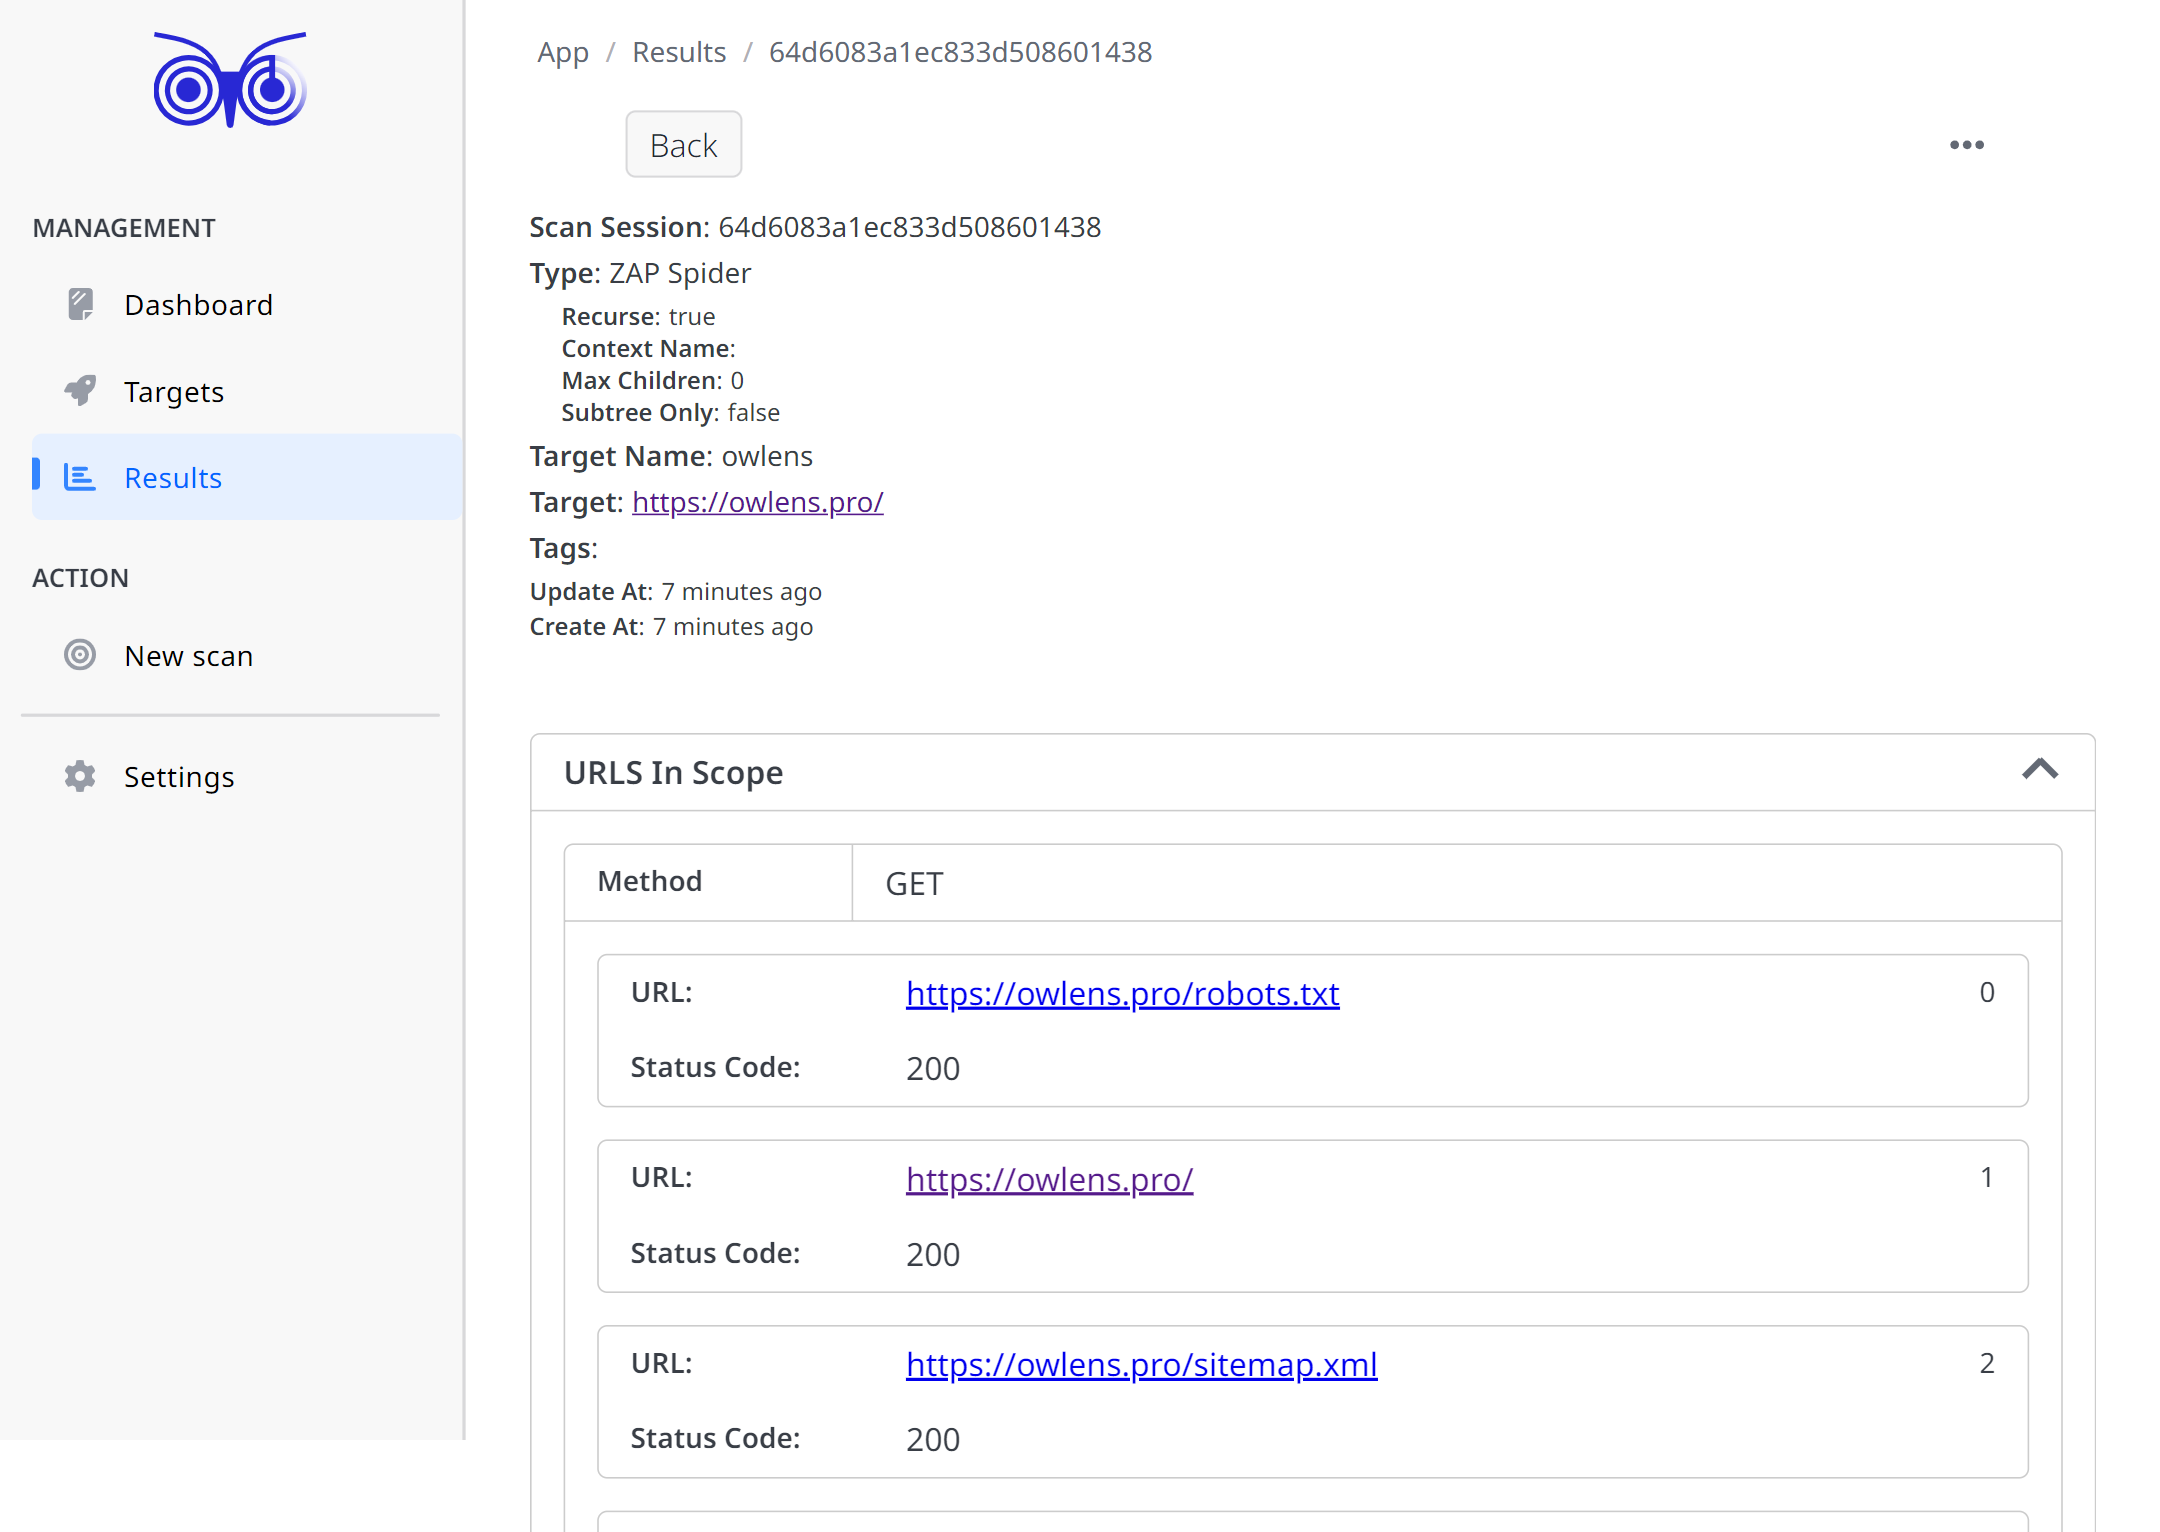 MANAGEMENT
Dashboard
Targets
Results
ACTION
New scan
Settings
App / Results / 64d6083a1ec833d508601438
Back
Scan Session: 64d6083a1ec833d508601438
Type: ZAP Spider
Recurse: true
Context Name:
Max Children: 0
Subtree Only: false
Target Name: owlens
Target: https://owlens.pro/
Tags:
Update At: 7 minutes ago
Create At: 7 minutes ago
URLS In Scope
Method GET
URL: https://owlens.pro/robots.txt 0
Status Code: 200
URL: https://owlens.pro/ 1
Status Code: 200
URL: https://owlens.pro/sitemap.xml 2
Status Code: 200